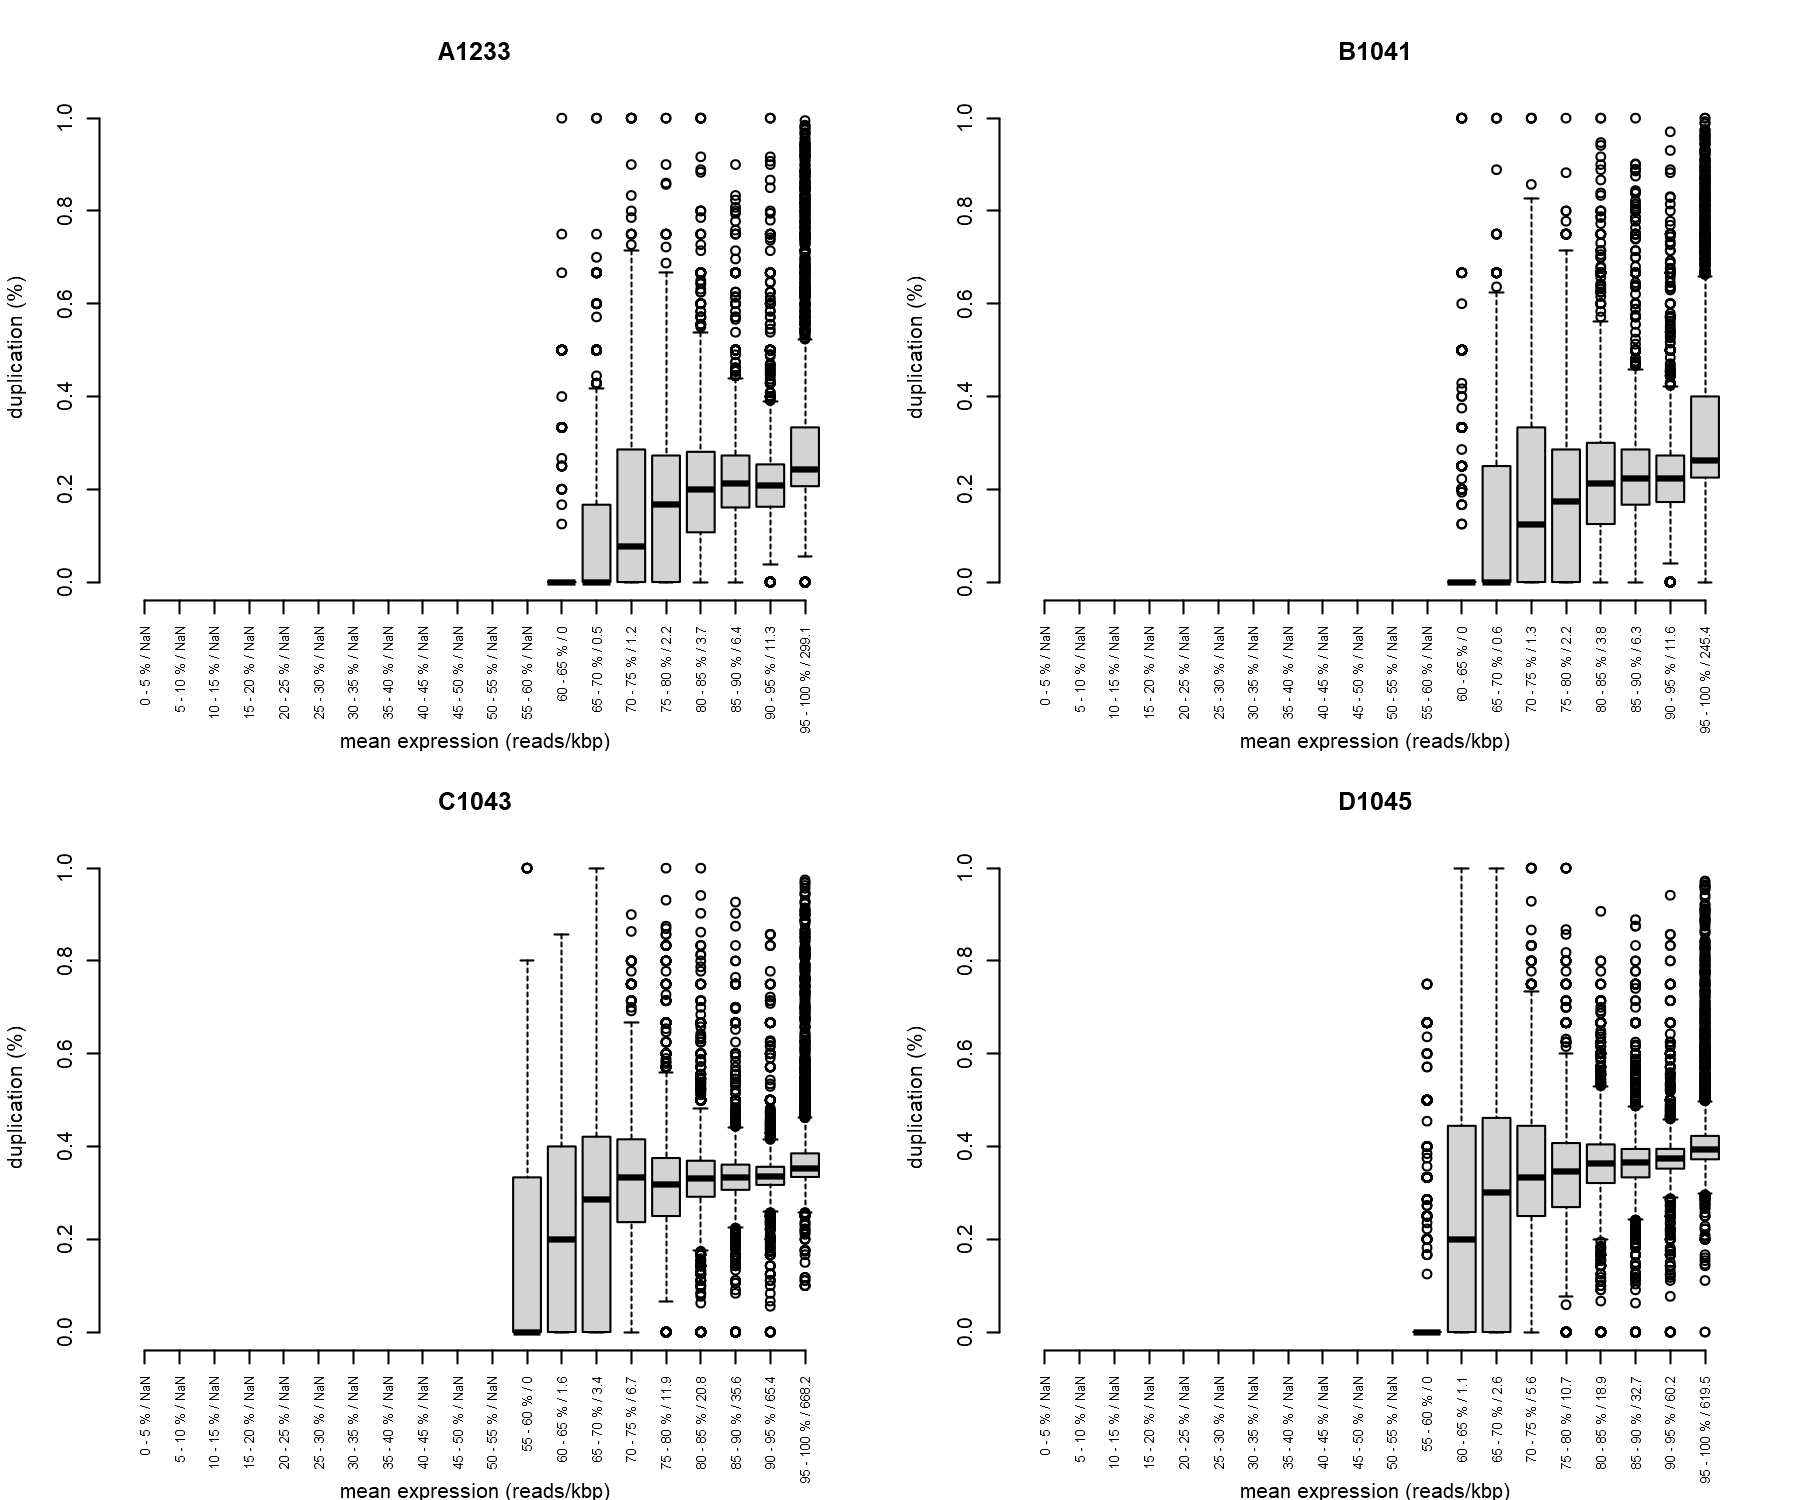 A1233
duplication (%)
1.0
0.8
0.6
0.4
0.2
0.0
0 - 5 % / NaN
5 - 10 % / NaN
10 - 15 % / NaN
15 - 20 % / NaN
20 - 25 % / NaN
25 - 30 % / NaN
30 - 35 % / NaN
35 - 40 % / NaN
40 - 45 % / NaN
45 - 50 % / NaN
50 - 55 % / NaN
55 - 60 % / NaN
60 - 65 % / 0
65 - 70 % / 0.5
70 - 75 % / 1.2
75 - 80 % / 2.2
80 - 85 % / 3.7
85 - 90 % / 6.4
90 - 95 % / 11.3
95 - 100 % / 299.1
mean expression (reads/kbp)
B1041
duplication (%)
1.0
0.8
0.6
0.4
0.2
0.0
0 - 5 % / NaN
5 - 10 % / NaN
10 - 15 % / NaN
15 - 20 % / NaN
20 - 25 % / NaN
25 - 30 % / NaN
30 - 35 % / NaN
35 - 40 % / NaN
40 - 45 % / NaN
45 - 50 % / NaN
50 - 55 % / NaN
55 - 60 % / NaN
60 - 65 % / 0
65 - 70 % / 0.6
70 - 75 % / 1.3
75 - 80 % / 2.2
80 - 85 % / 3.8
85 - 90 % / 6.3
90 - 95 % / 11.6
95 - 100 % / 245.4
mean expression (reads/kbp)
C1043
duplication (%)
1.0
0.8
0.6
0.4
0.2
0.0
0 - 5 % / NaN
5 - 10 % / NaN
10 - 15 % / NaN
15 - 20 % / NaN
20 - 25 % / NaN
25 - 30 % / NaN
30 - 35 % / NaN
35 - 40 % / NaN
40 - 45 % / NaN
45 - 50 % / NaN
50 - 55 % / NaN
55 - 60 % / 0
60 - 65 % / 1.6
65 - 70 % / 3.4
70 - 75 % / 6.7
75 - 80 % / 11.9
80 - 85 % / 20.8
85 - 90 % / 35.6
90 - 95 % / 65.4
95 - 100 % / 668.2
mean expression (reads/kbp)
D1045
duplication (%)
1.0
0.8
0.6
0.4
0.2
0.0
0 - 5 % / NaN
5 - 10 % / NaN
10 - 15 % / NaN
15 - 20 % / NaN
20 - 25 % / NaN
25 - 30 % / NaN
30 - 35 % / NaN
35 - 40 % / NaN
40 - 45 % / NaN
45 - 50 % / NaN
50 - 55 % / NaN
55 - 60 % / 0
60 - 65 % / 1.1
65 - 70 % / 2.6
70 - 75 % / 5.6
75 - 80 % / 10.7
80 - 85 % / 18.9
85 - 90 % / 32.7
90 - 95 % / 60.2
95 - 100 % / 619.5
mean expression (reads/kbp)